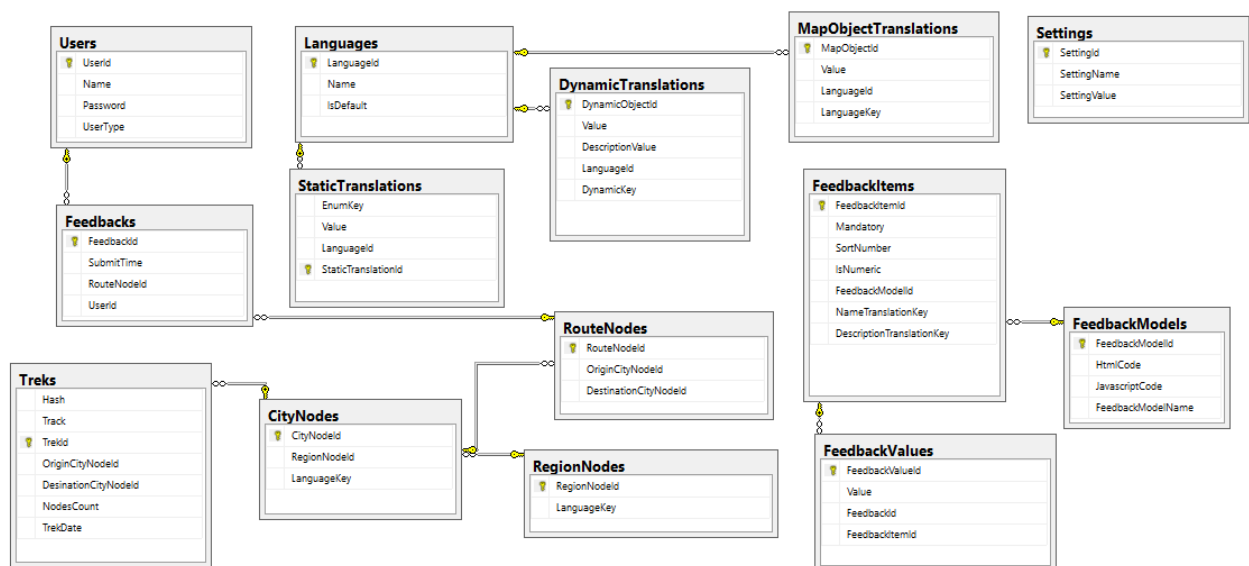 Users
UserId
Name
Password
UserType
Languages
LanguageId
Name
IsDefault
DynamicTranslations
DynamicObjectId
Value
DescriptionValue
LanguageId
DynamicKey
MapObjectTranslations
MapObjectId
Value
LanguageId
LanguageKey
Settings
SettingId
SettingName
SettingValue
StaticTranslations
EnumKey
Value
LanguageId
StaticTranslationId
Feedbacks
FeedbackId
SubmitTime
RouteNodeId
UserId
FeedbackItems
FeedbackItemId
Mandatory
SortNumber
IsNumeric
FeedbackModelId
NameTranslationKey
DescriptionTranslationKey
RouteNodes
RouteNodeId
OriginCityNodeId
DestinationCityNodeId
FeedbackModels
FeedbackModelId
HtmlCode
JavascriptCode
FeedbackModelName
Treks
Hash
Track
TrekId
OriginCityNodeId
DesinationCityNodeId
NodesCount
TrekDate
CityNodes
CityNodeId
RegionNodeId
LanguageKey
RegionNodes
RegionNodeId
LanguageKey
FeedbackValues
FeedbackValueId
Value
FeedbackId
FeedbackItemId